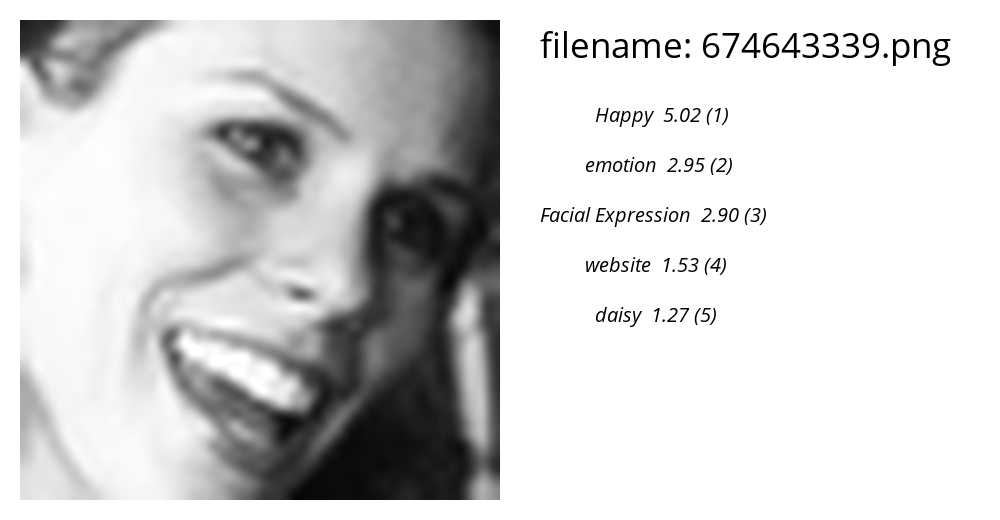 filename: 674643339.png
Happy 5.02 (1)
emotion 2.95 (2)
Facial Expression 2.90 (3)
website 1.53 (4)
daisy 1.27 (5)